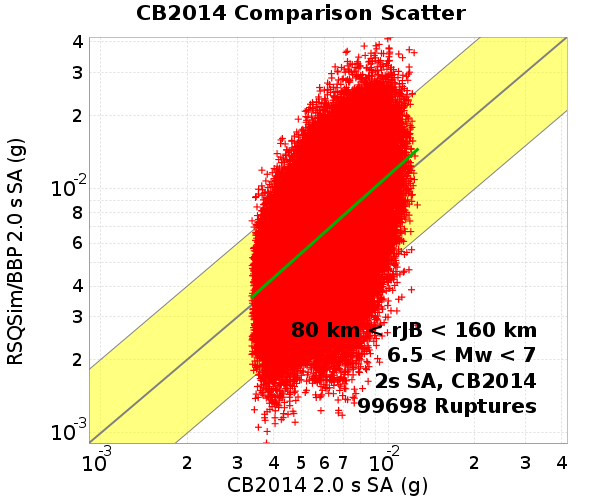 CB2014 Comparison Scatter
RSQSim/BBP 2.0 s SA (g)
4
3
2
10-2
8
6
4
3
2
10-3
80 km < rJB < 160 km
6.5 < Mw < 7
2s SA, CB2014
99698 Ruptures
10-3 2 3 4 5 6 7 10-2 2 3 4
CB2014 2.0 s SA (g)